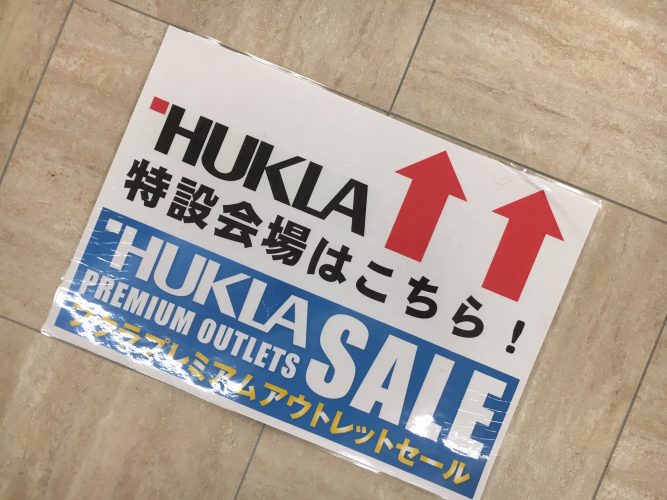 HUKLA
特設会場はこちら！
HUKLA
PREMIUM OUTLETS SALE
フクラプレミアムアウトレットセール